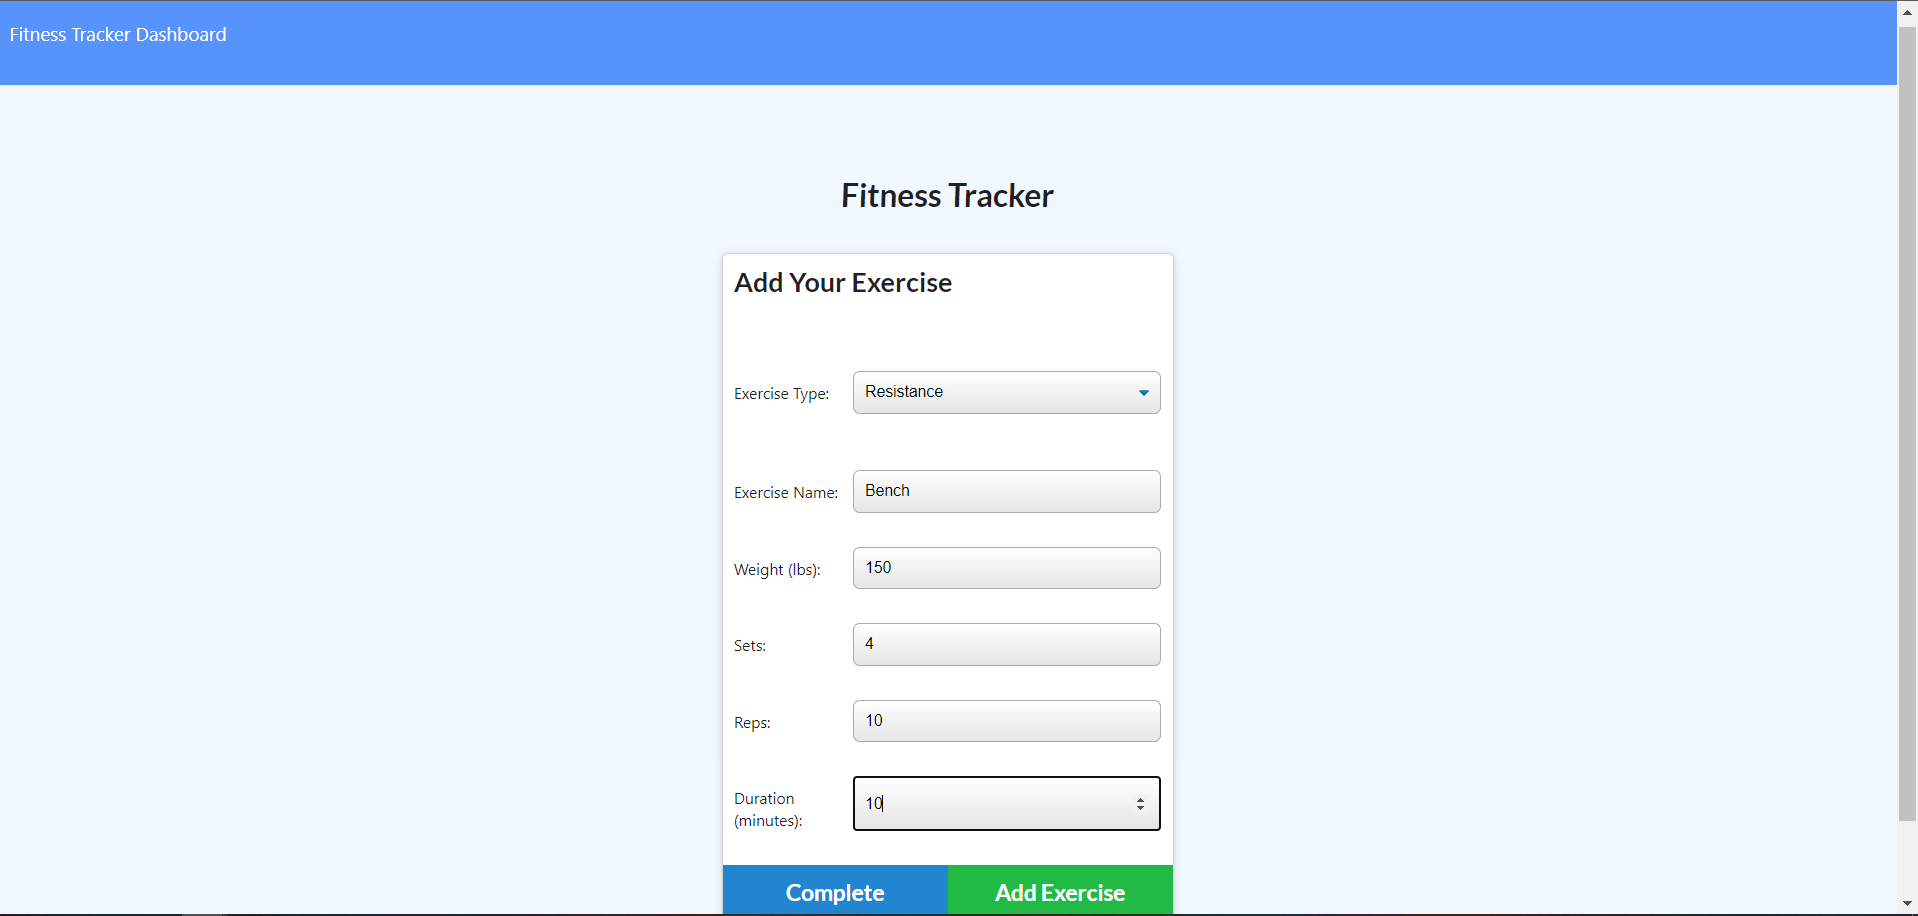 Fitness Tracker Dashboard
Fitness Tracker
Add Your Exercise
Exercise Type: Resistance
Exercise Name: Bench
Weight (lbs): 150
Sets: 4
Reps: 10
Duration
(minutes): 10
Complete Add Exercise